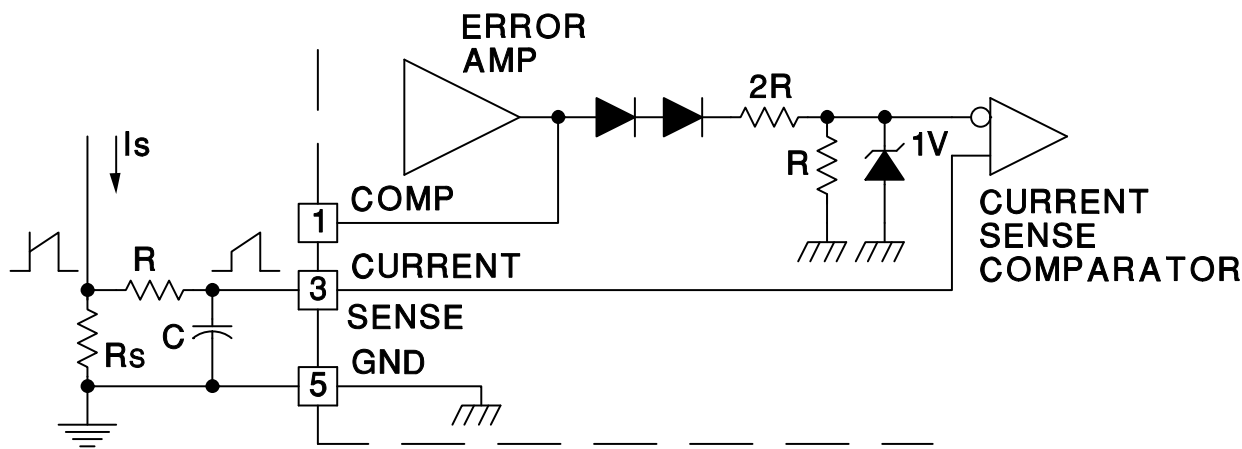 ERROR
AMP
2R
Is
R
1V
COMP
1
CURRENT
SENSE
COMPARATOR
R
CURRENT
3
SENSE
C
Rs
GND
5